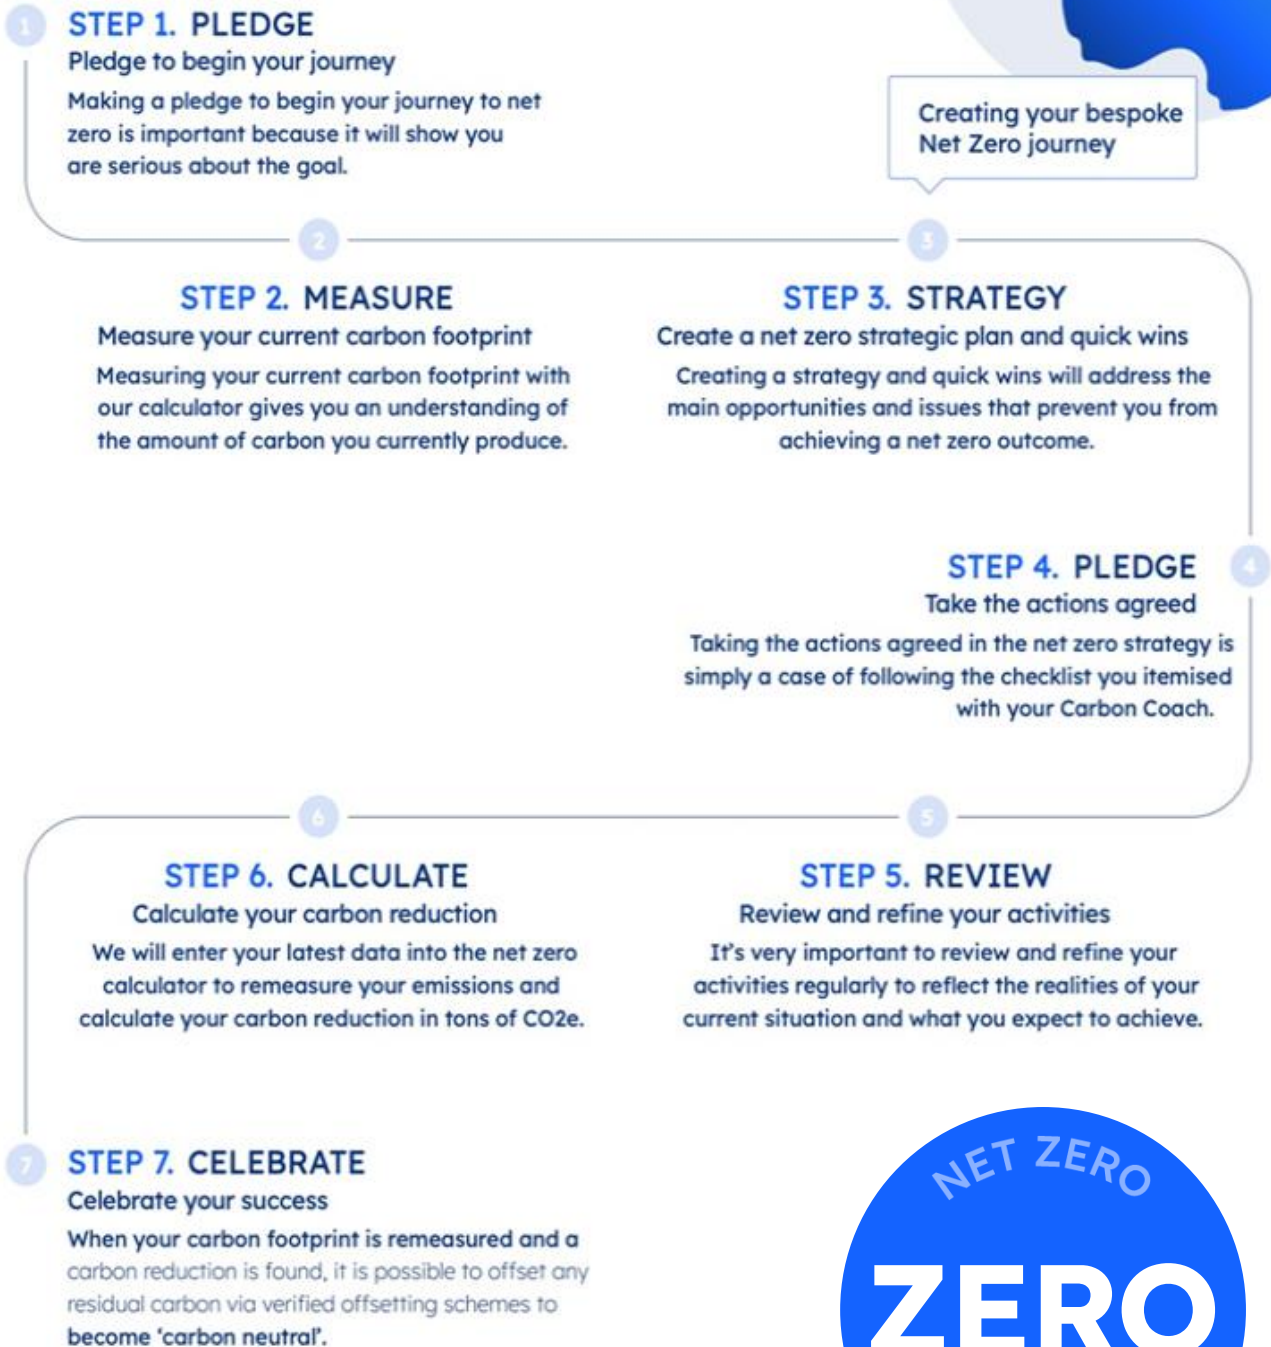 1
STEP 1. PLEDGE
Pledge to begin your journey
Making a pledge to begin your journey to net
zero is important because it will show you
are serious about the goal.
Creating your bespoke
Net Zero journey
2
STEP 2. MEASURE
Measure your current carbon footprint
Measuring your current carbon footprint with
our calculator gives you an understanding of
the amount of carbon you currently produce.
3
STEP 3. STRATEGY
Create a net zero strategic plan and quick wins
Creating a strategy and quick wins will address the
main opportunities and issues that prevent you from
achieving a net zero outcome.
4
STEP 4. PLEDGE
Take the actions agreed
Taking the actions agreed in the net zero strategy is
simply a case of following the checklist you itemised
with your Carbon Coach.
5
STEP 5. REVIEW
Review and refine your activities
It's very important to review and refine your
activities regularly to reflect the realities of your
current situation and what you expect to achieve.
6
STEP 6. CALCULATE
Calculate your carbon reduction
We will enter your latest data into the net zero
calculator to remeasure your emissions and
calculate your carbon reduction in tons of CO2e.
7
STEP 7. CELEBRATE
Celebrate your success
When your carbon footprint is remeasured and a
carbon reduction is found, it is possible to offset any
residual carbon via verified offsetting schemes to
become 'carbon neutral'.
NET ZERO
ZERO